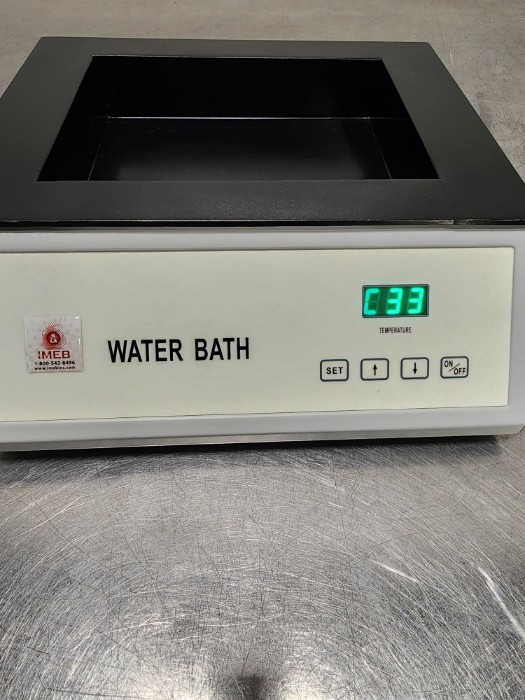 C33
TEMPERATURE
IMEB
1-800-543-8496
www.imebinc.com
WATER BATH
SET
↑
↓
ON/OFF